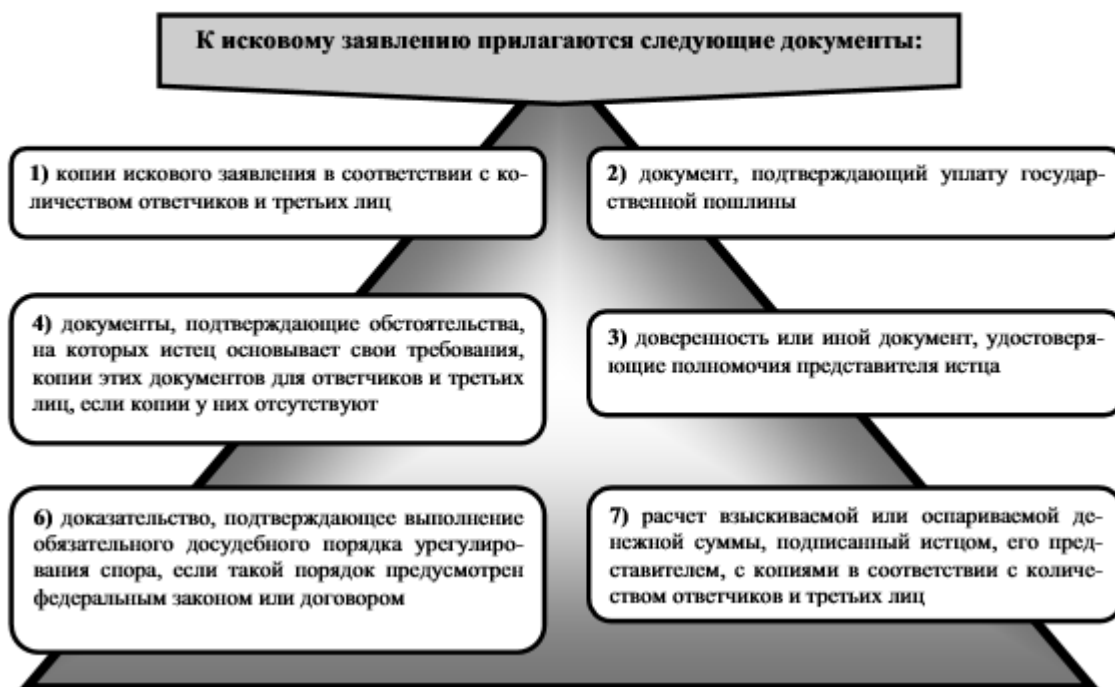 К исковому заявлению прилагаются следующие документы:
1) копии искового заявления в соответствии с ко-
личеством ответчиков и третьих лиц
2) документ, подтверждающий уплату государ-
ственной пошлины
4) документы, подтверждающие обстоятельства,
на которых истец основывает свои требования,
копии этих документов для ответчиков и третьих
лиц, если копии у них отсутствуют
3) доверенность или иной документ, удостоверя-
ющие полномочия представителя истца
6) доказательство, подтверждающее выполнение
обязательного досудебного порядка урегулиро-
вания спора, если такой порядок предусмотрен
федеральным законом или договором
7) расчет взыскиваемой или оспариваемой де-
нежной суммы, подписанный истцом, его пред-
ставителем, с копиями в соответствии с количе-
ством ответчиков и третьих лиц